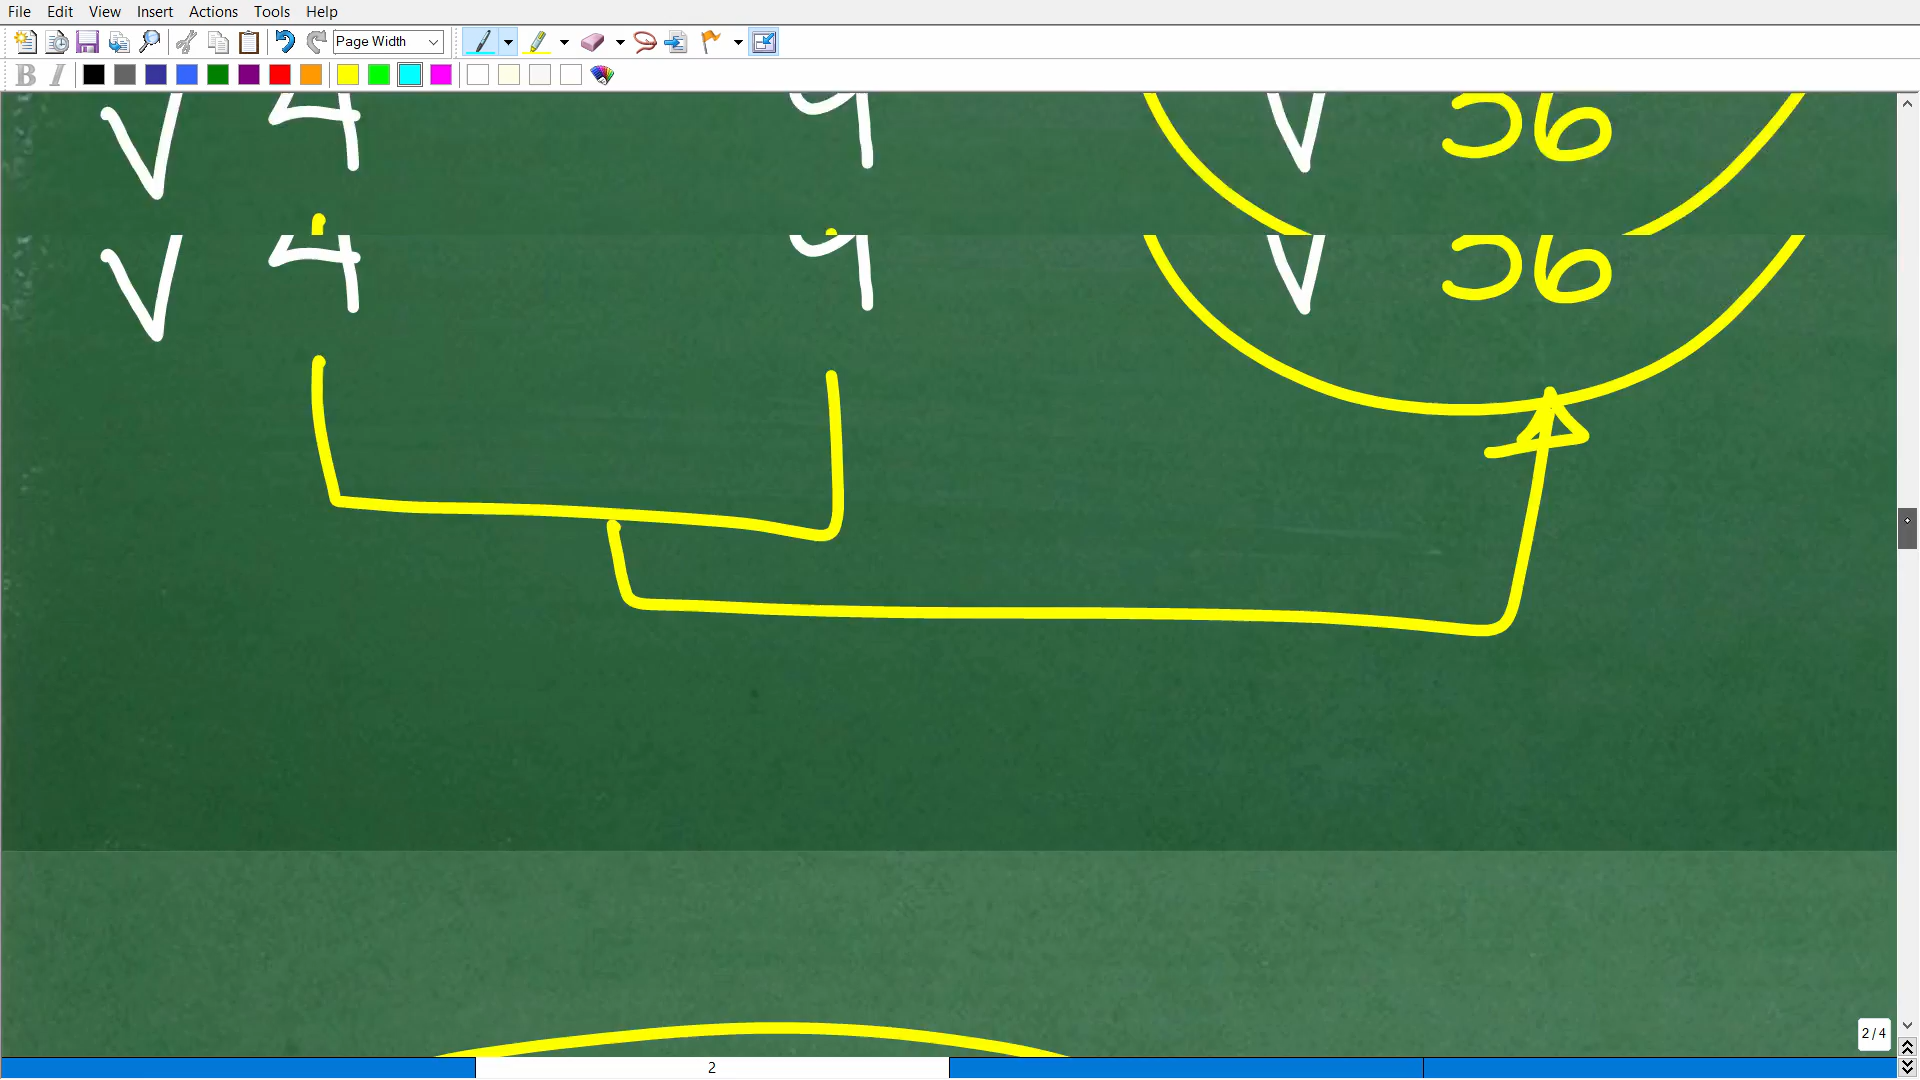 File Edit View Insert Actions Tools Help
Page Width
B I
√ 4 9 √ 36
√ 4 9 √ 36
2 / 4
2